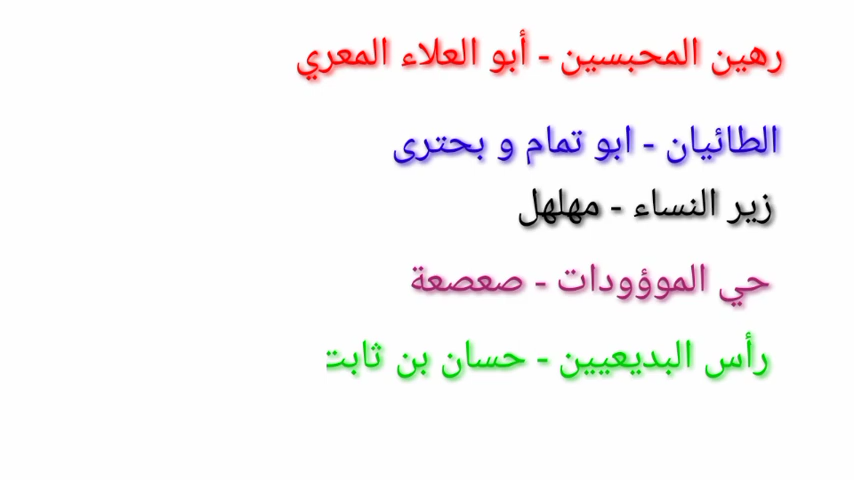 رهين المحبسين - أبو العلاء المعري
الطائيان - ابو تمام و بحترى
زير النساء - مهلهل
حي الموؤودات - صعصعة
رأس البديعيين - حسان بن ثابت